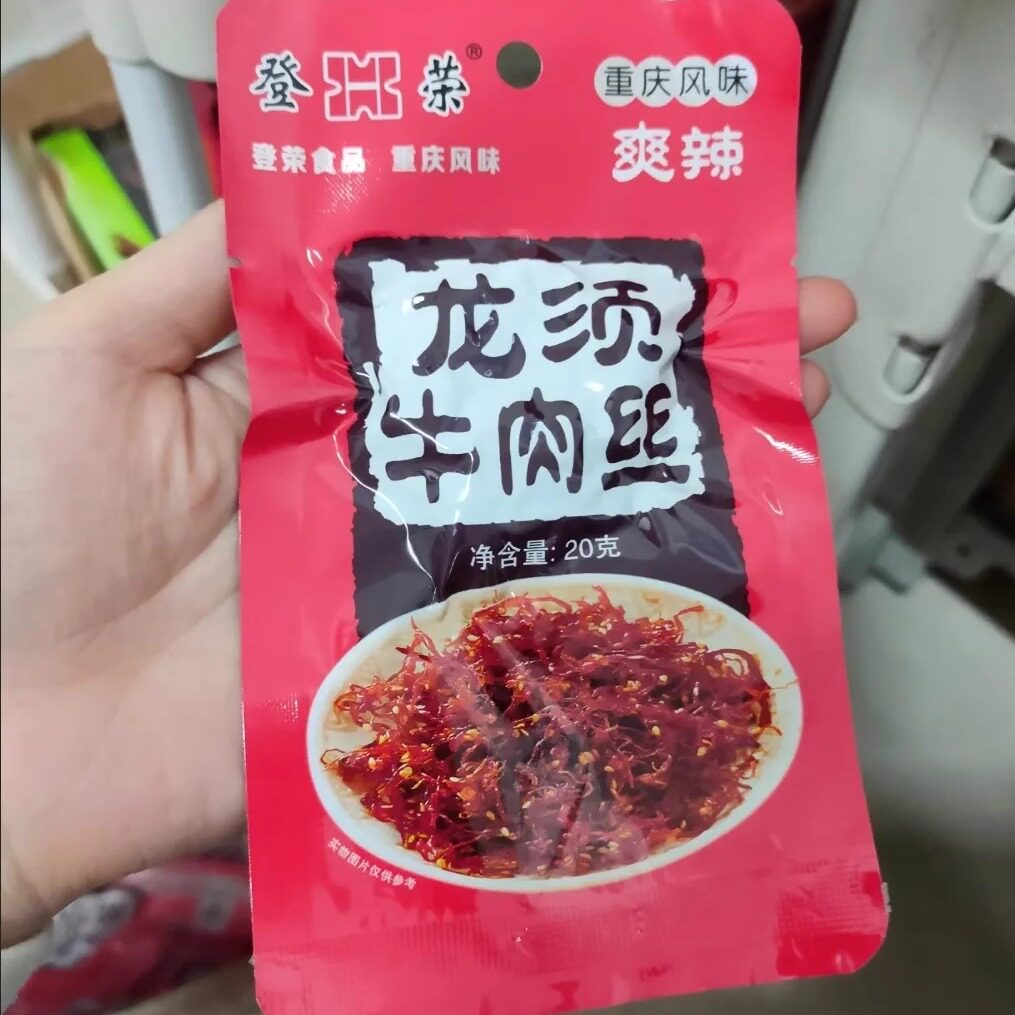 登荣®
登荣食品 重庆风味
重庆风味
爽辣
龙须
牛肉丝
净含量: 20克
实物图片仅供参考